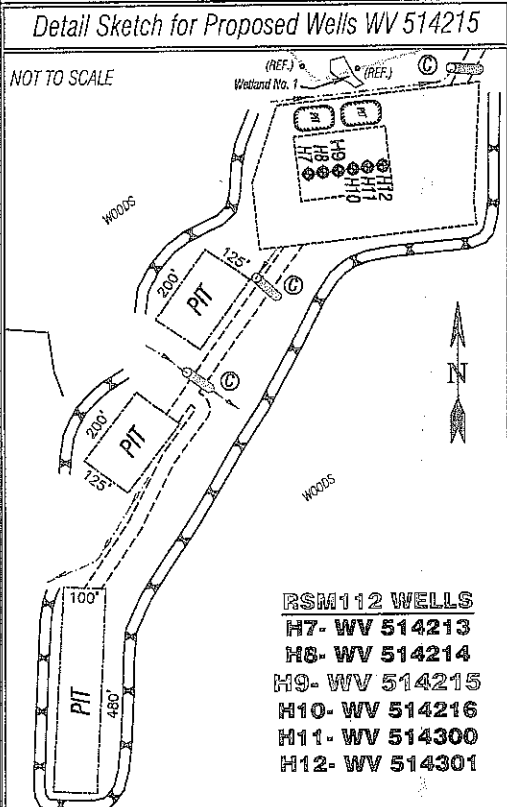 Detail Sketch for Proposed Wells WV 514215
NOT TO SCALE
(REF.)
(REF.)
Wetland No. 1
C
PIT
PIT
H7
H8
H9
H10
H11
H12
WOODS
125'
200'
PIT
C
C
200'
PIT
125'
N
WOODS
100'
PIT
480'
RSM112 WELLS
H7- WV 514213
H8- WV 514214
H9- WV 514215
H10- WV 514216
H11- WV 514300
H12- WV 514301